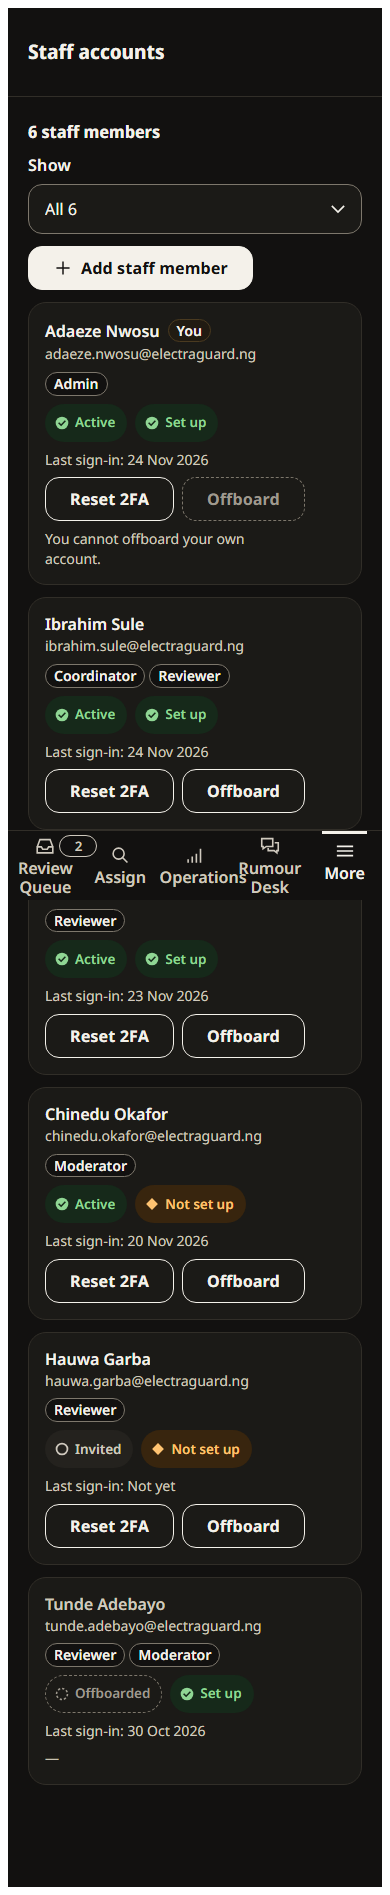 Staff accounts
6 staff members
Show
All 6
Add staff member
Adaeze Nwosu You
adaeze.nwosu@electraguard.ng
Admin
Active Set up
Last sign-in: 24 Nov 2026
Reset 2FA Offboard
You cannot offboard your own
account.
Ibrahim Sule
ibrahim.sule@electraguard.ng
Coordinator Reviewer
Active Set up
Last sign-in: 24 Nov 2026
Reset 2FA Offboard
2
Review Queue
Assign
Operations
Rumour Desk
More
Reviewer
Active Set up
Last sign-in: 23 Nov 2026
Reset 2FA Offboard
Chinedu Okafor
chinedu.okafor@electraguard.ng
Moderator
Active Not set up
Last sign-in: 20 Nov 2026
Reset 2FA Offboard
Hauwa Garba
hauwa.garba@electraguard.ng
Reviewer
Invited Not set up
Last sign-in: Not yet
Reset 2FA Offboard
Tunde Adebayo
tunde.adebayo@electraguard.ng
Reviewer Moderator
Offboarded Set up
Last sign-in: 30 Oct 2026
—